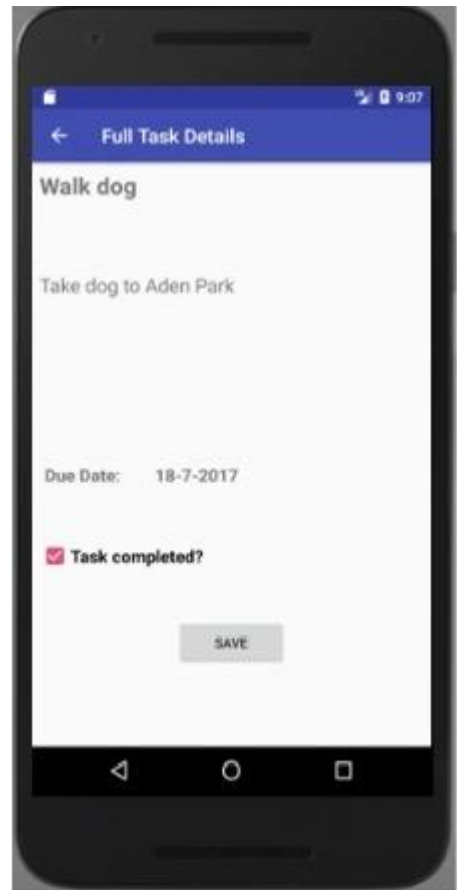 9:07
Full Task Details
Walk dog
Take dog to Aden Park
Due Date: 18-7-2017
Task completed?
SAVE